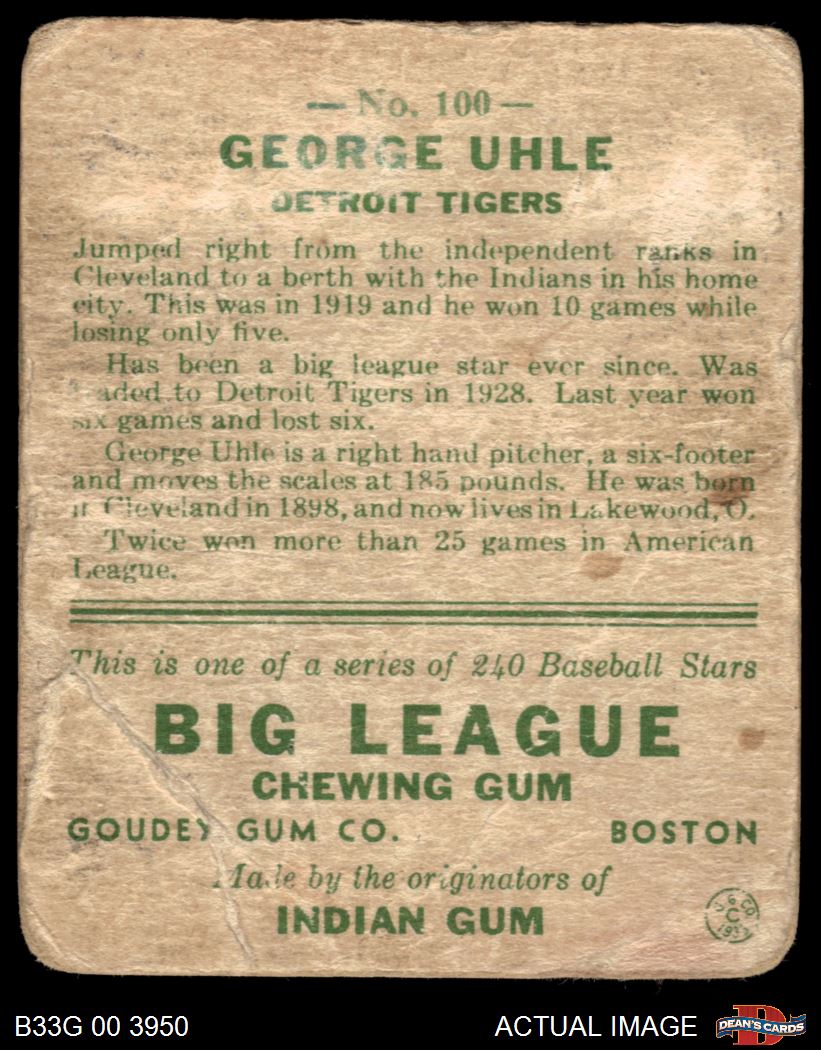 — No. 100 —
GEORGE UHLE
DETROIT TIGERS
Jumped right from the independent ranks in
Cleveland to a berth with the Indians in his home
city. This was in 1919 and he won 10 games while
losing only five.
Has been a big league star ever since. Was
traded to Detroit Tigers in 1928. Last year won
six games and lost six.
George Uhle is a right hand pitcher, a six-footer
and moves the scales at 185 pounds. He was born
in Cleveland in 1898, and now lives in Lakewood, O.
Twice won more than 25 games in American
League.
This is one of a series of 240 Baseball Stars
BIG LEAGUE
CHEWING GUM
GOUDEY GUM CO. BOSTON
Made by the originators of
INDIAN GUM
G CO
C
B33G 00 3950
ACTUAL IMAGE
D
DEAN'S CARDS